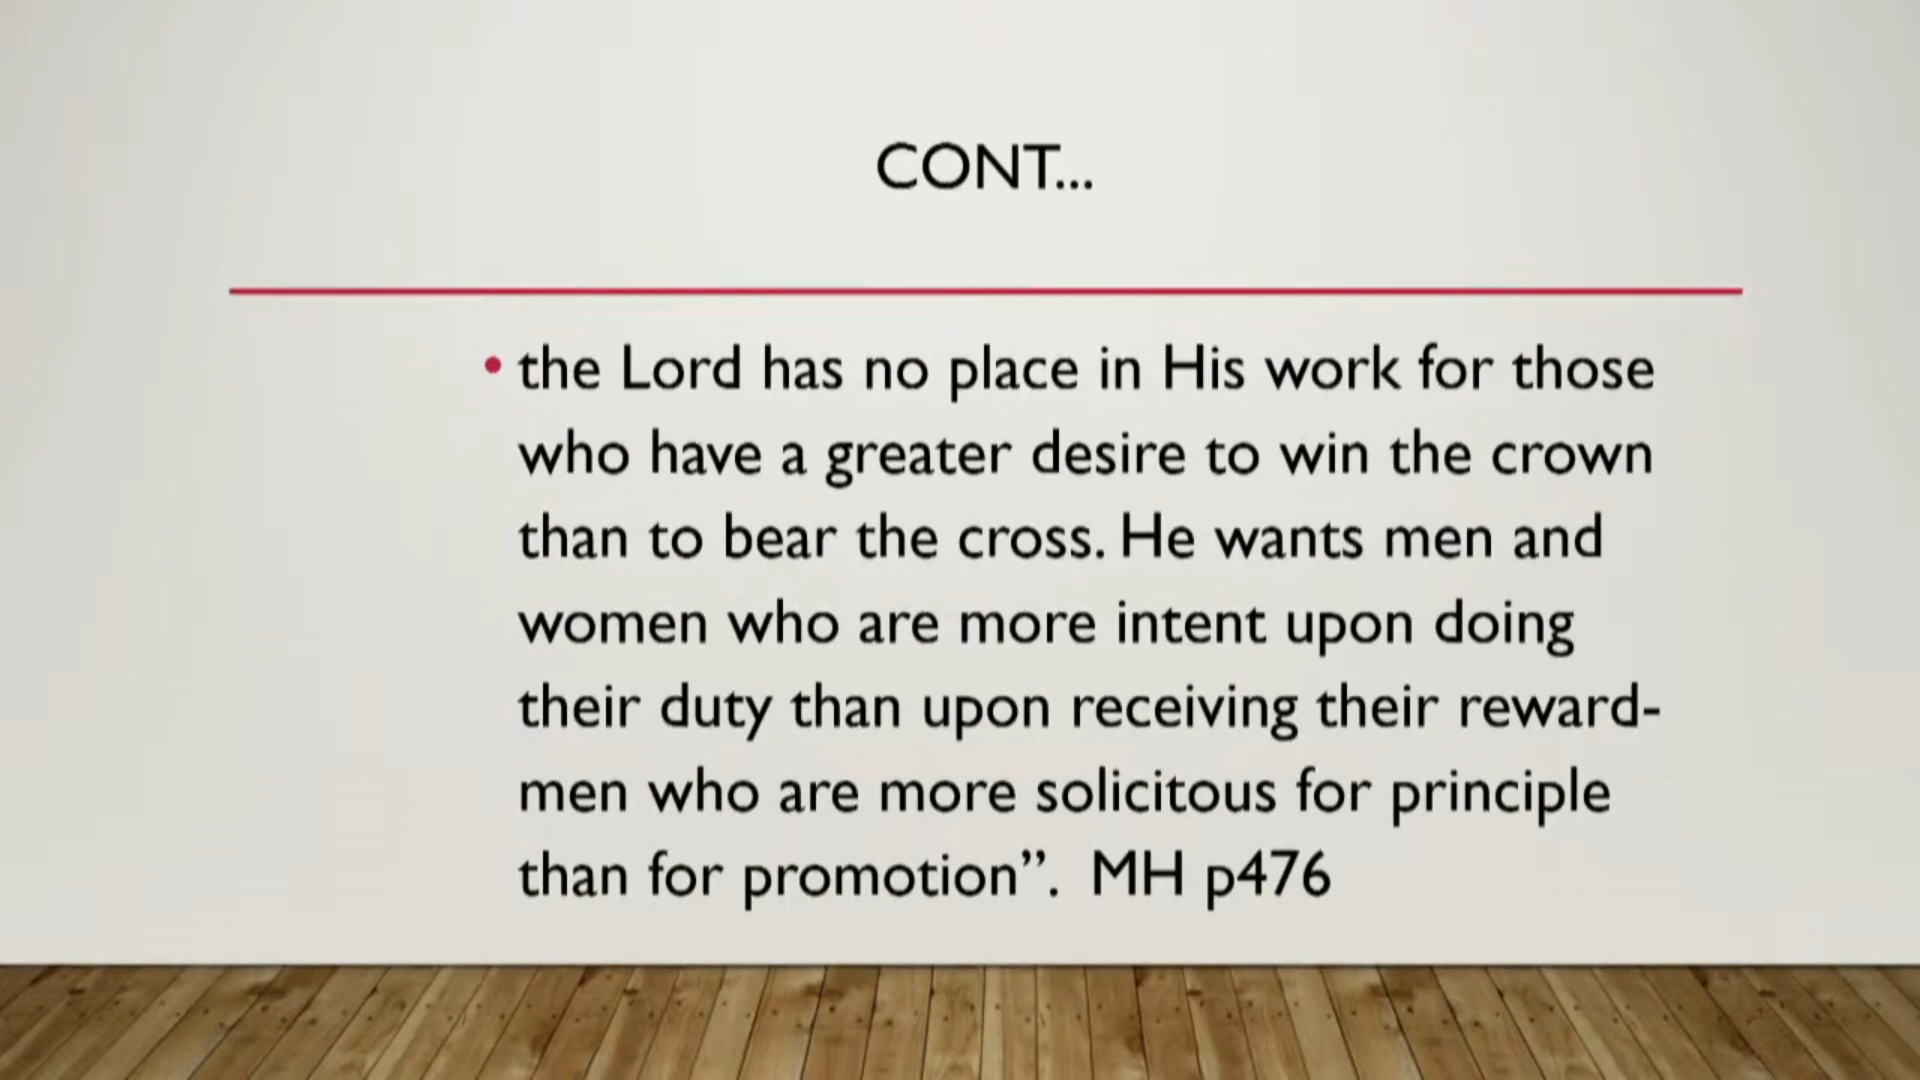 CONT...
• the Lord has no place in His work for those
who have a greater desire to win the crown
than to bear the cross. He wants men and
women who are more intent upon doing
their duty than upon receiving their reward-
men who are more solicitous for principle
than for promotion”.  MH p476